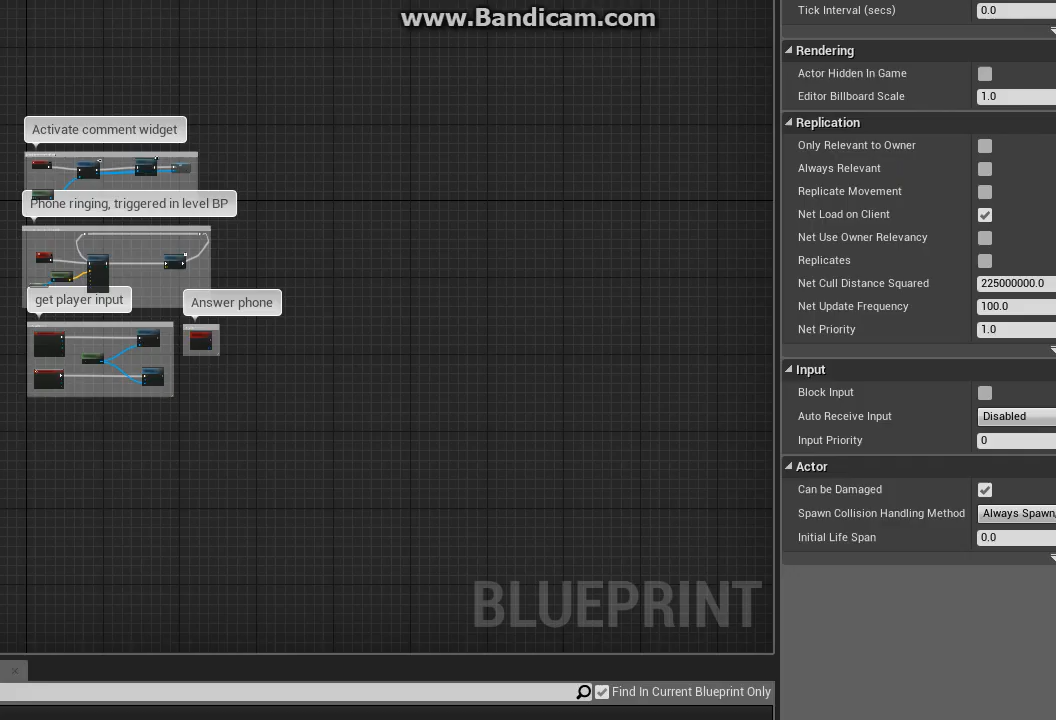 www.Bandicam.com
Activate comment widget
Phone ringing, triggered in level BP
get player input
Answer phone
BLUEPRINT
Find In Current Blueprint Only
Tick Interval (secs) 0.0
Rendering
Actor Hidden In Game
Editor Billboard Scale 1.0
Replication
Only Relevant to Owner
Always Relevant
Replicate Movement
Net Load on Client
Net Use Owner Relevancy
Replicates
Net Cull Distance Squared 225000000.0
Net Update Frequency 100.0
Net Priority 1.0
Input
Block Input
Auto Receive Input Disabled
Input Priority 0
Actor
Can be Damaged
Spawn Collision Handling Method Always Spawn,
Initial Life Span 0.0